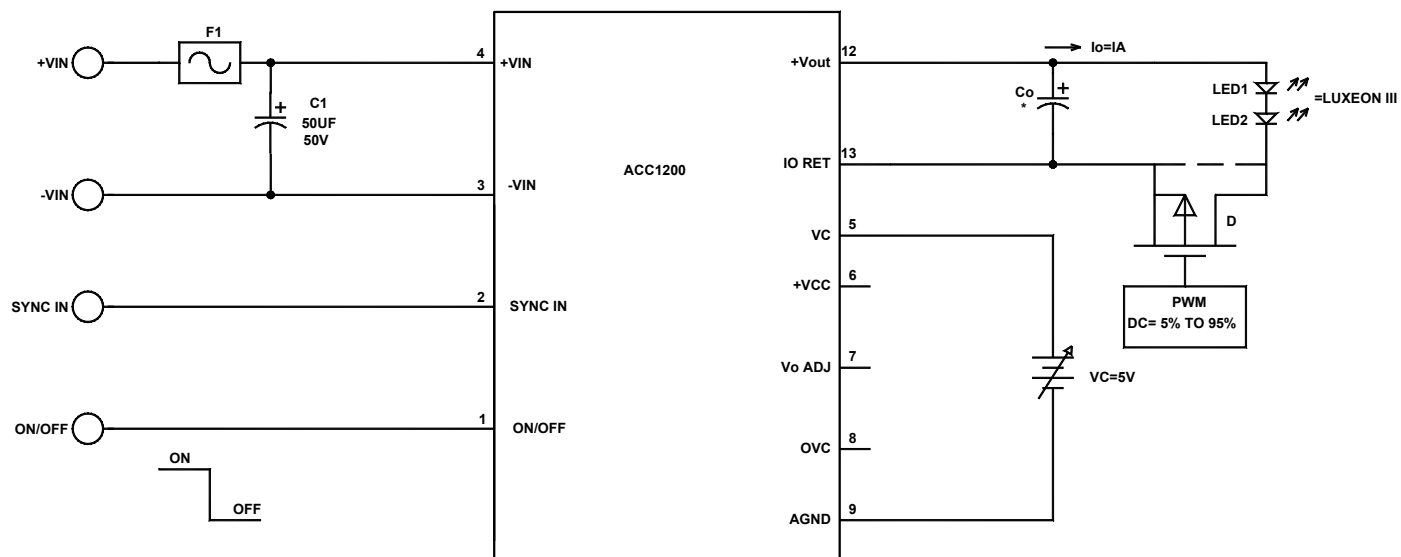 F1
+VIN
4
+VIN
C1
+
50UF
50V
-VIN
3
-VIN
SYNC IN
2
SYNC IN
ON/OFF
1
ON/OFF
ON
OFF
ACC1200
12
+Vout
Io=IA
Co
+
*
LED1
LED2
=LUXEON III
13
IO RET
D
VC
5
+VCC
6
PWM
DC= 5% TO 95%
Vo ADJ
7
VC=5V
OVC
8
AGND
9